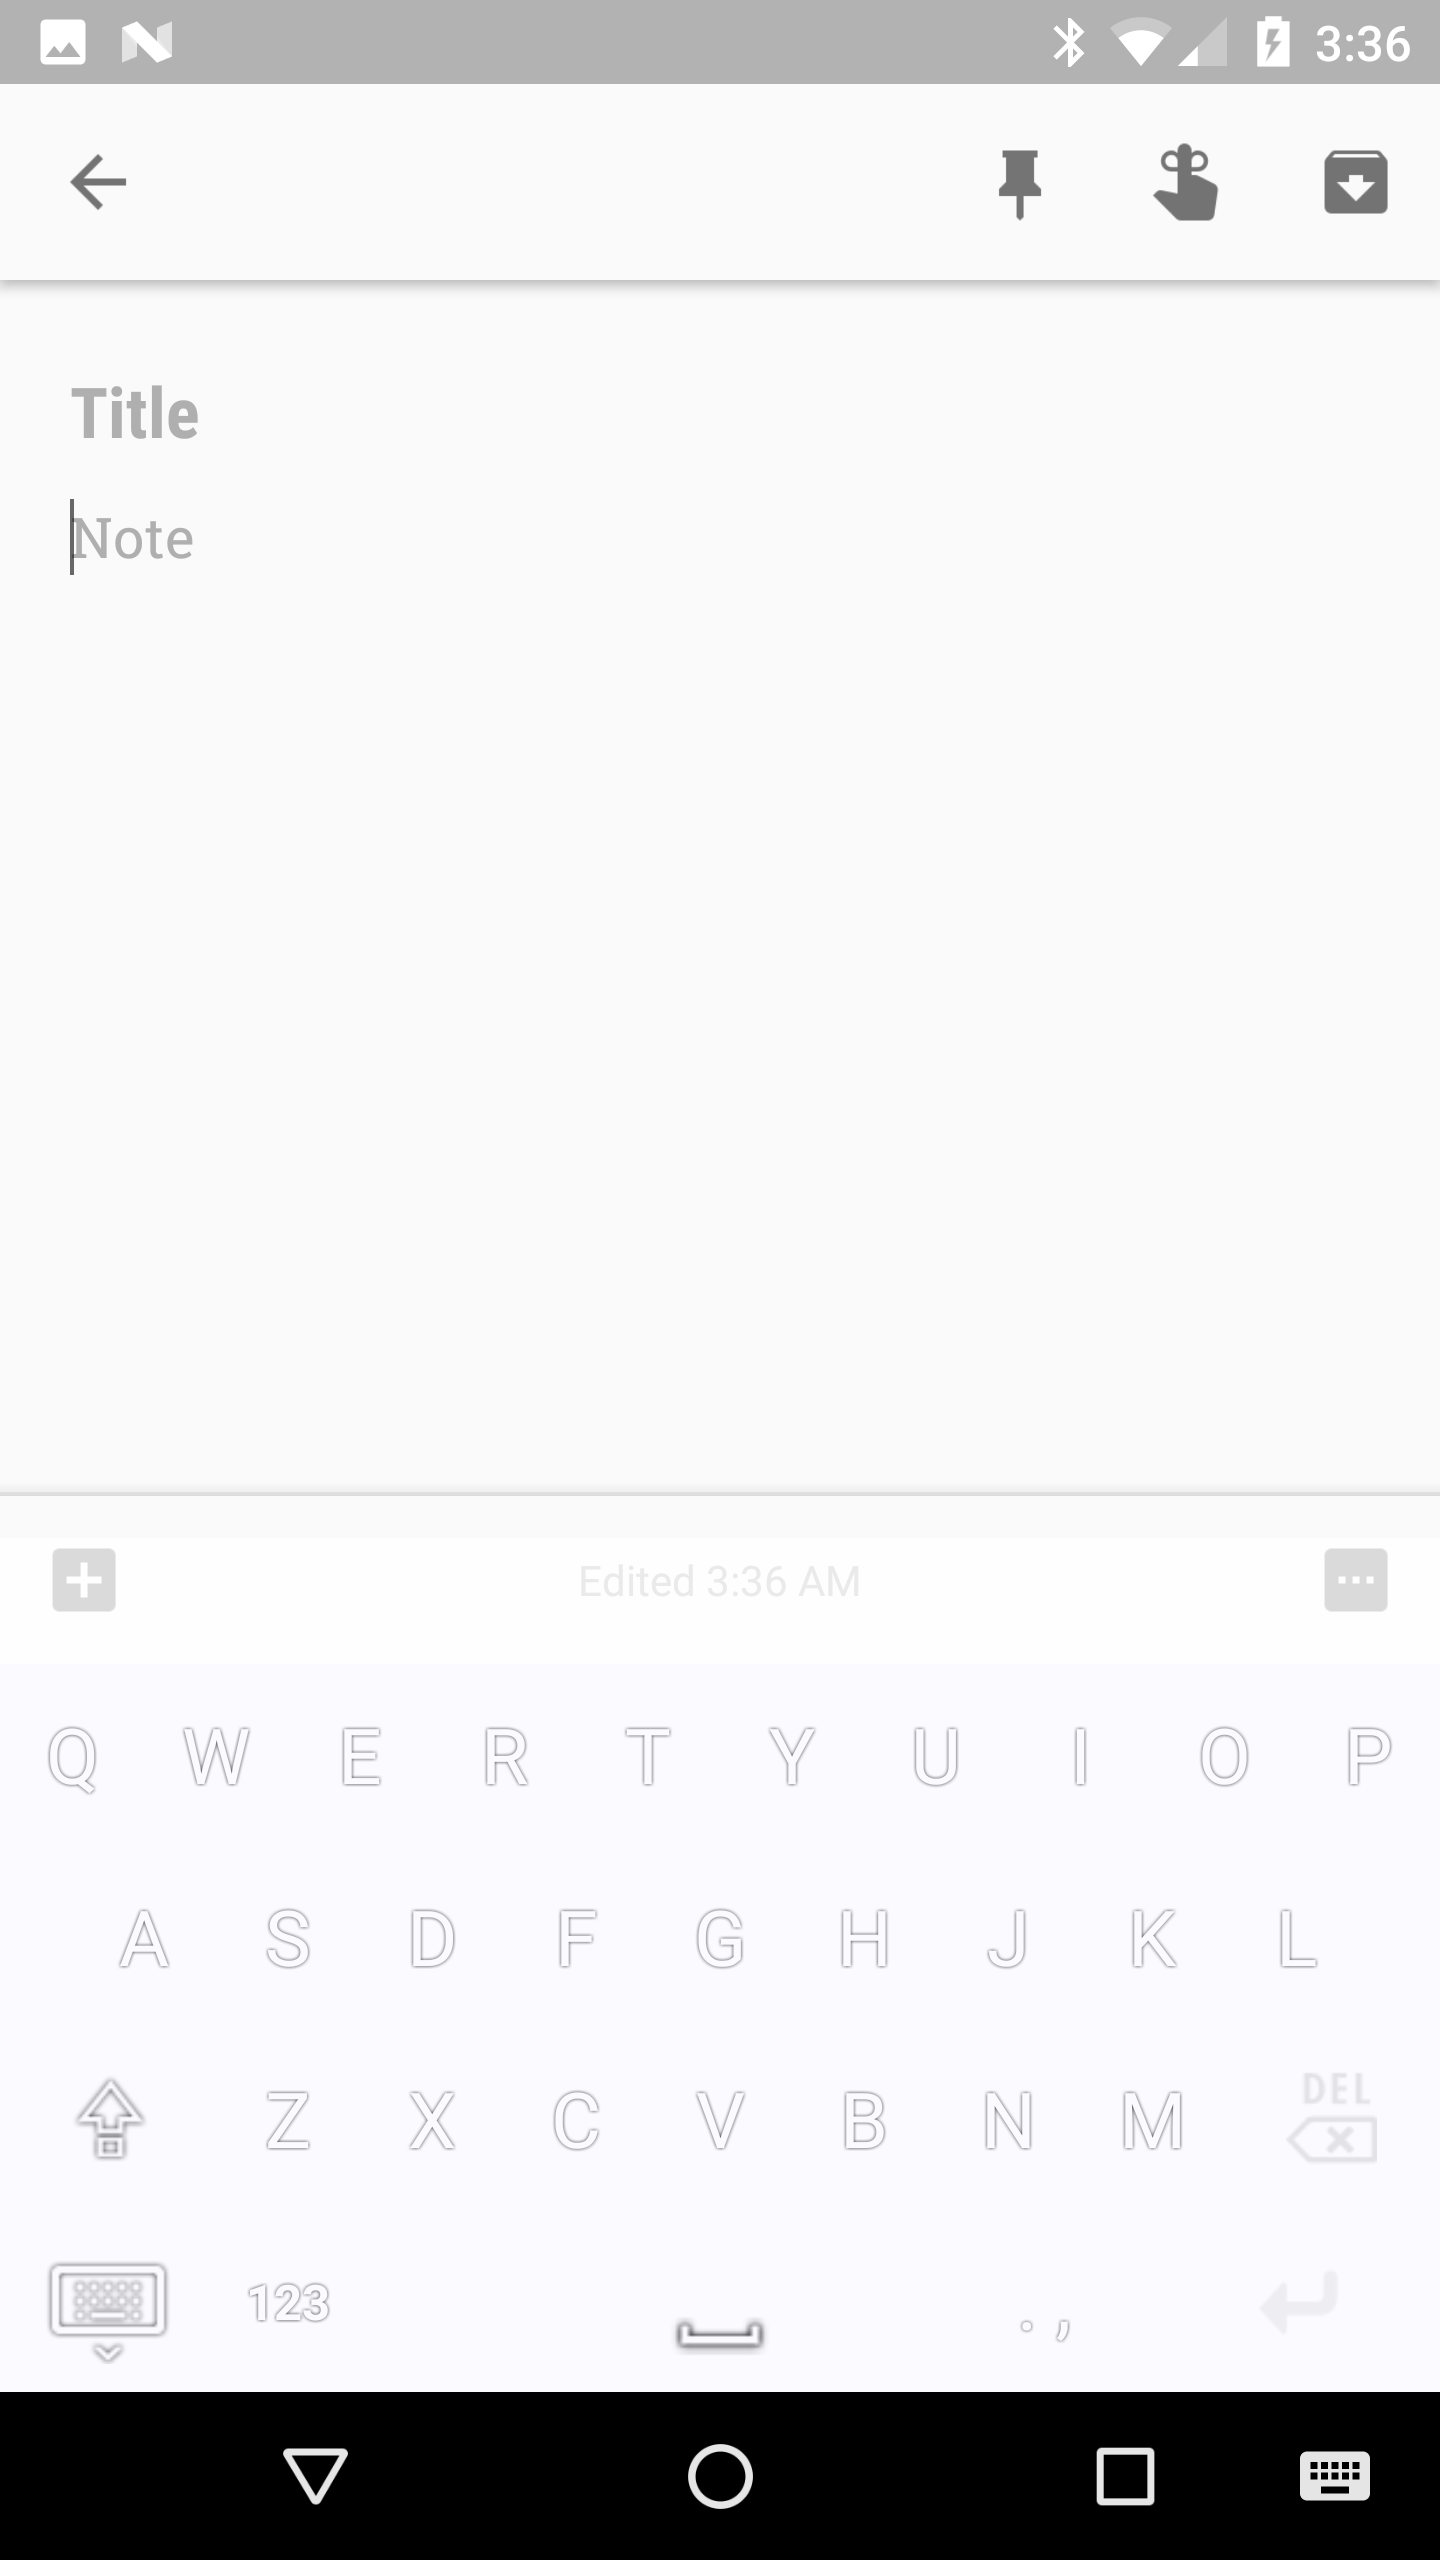 3:36
Title
Note
Edited 3:36 AM
Q W E R T Y U I O P
A S D F G H J K L
Z X C V B N M DEL
123 . ,